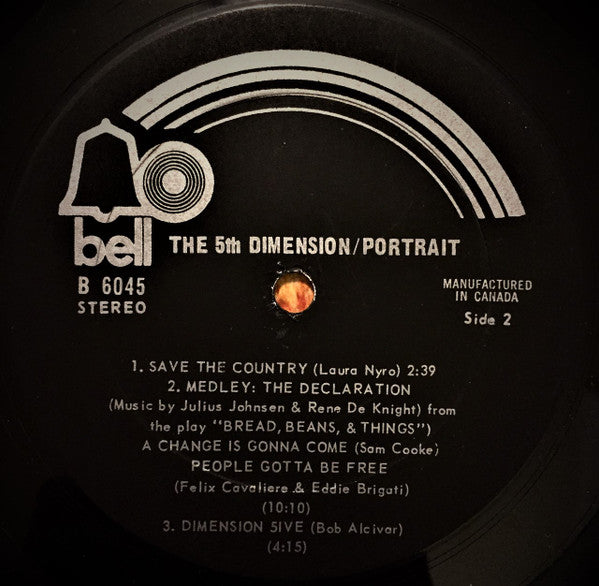 bell
THE 5th DIMENSION/PORTRAIT
B 6045
STEREO
MANUFACTURED
IN CANADA
Side 2
1. SAVE THE COUNTRY (Laura Nyro) 2:39
2. MEDLEY: THE DECLARATION
(Music by Julius Johnsen & Rene De Knight) from
the play "BREAD, BEANS, & THINGS")
A CHANGE IS GONNA COME (Sam Cooke)
PEOPLE GOTTA BE FREE
(Felix Cavaliere & Eddie Brigati)
(10:10)
3. DIMENSION 5IVE (Bob Alcivar)
(4:15)